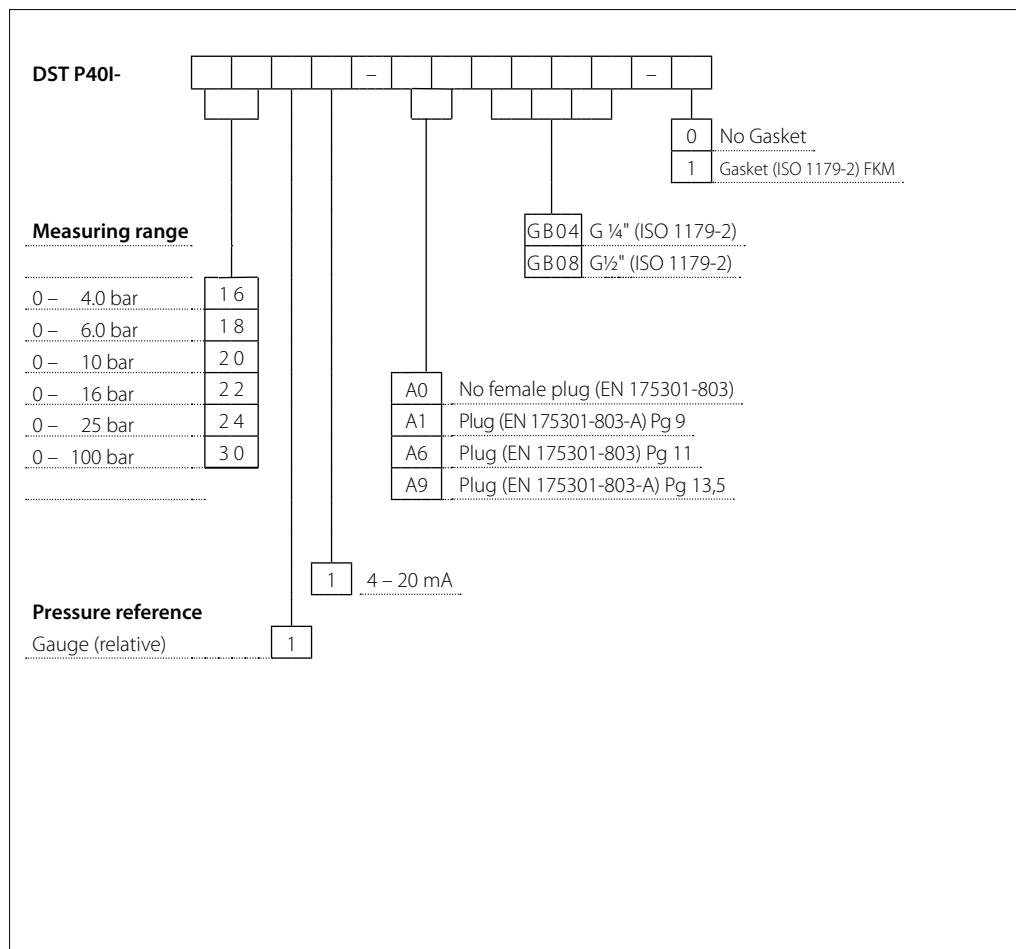 DST P40I-
–
–
0 No Gasket
1 Gasket (ISO 1179-2) FKM
Measuring range
GB04 G ¼" (ISO 1179-2)
GB08 G½" (ISO 1179-2)
0 – 4.0 bar 16
0 – 6.0 bar 18
0 – 10 bar 20
0 – 16 bar 22
0 – 25 bar 24
0 – 100 bar 30
A0 No female plug (EN 175301-803)
A1 Plug (EN 175301-803-A) Pg 9
A6 Plug (EN 175301-803) Pg 11
A9 Plug (EN 175301-803-A) Pg 13,5
1 4 – 20 mA
Pressure reference
Gauge (relative) 1